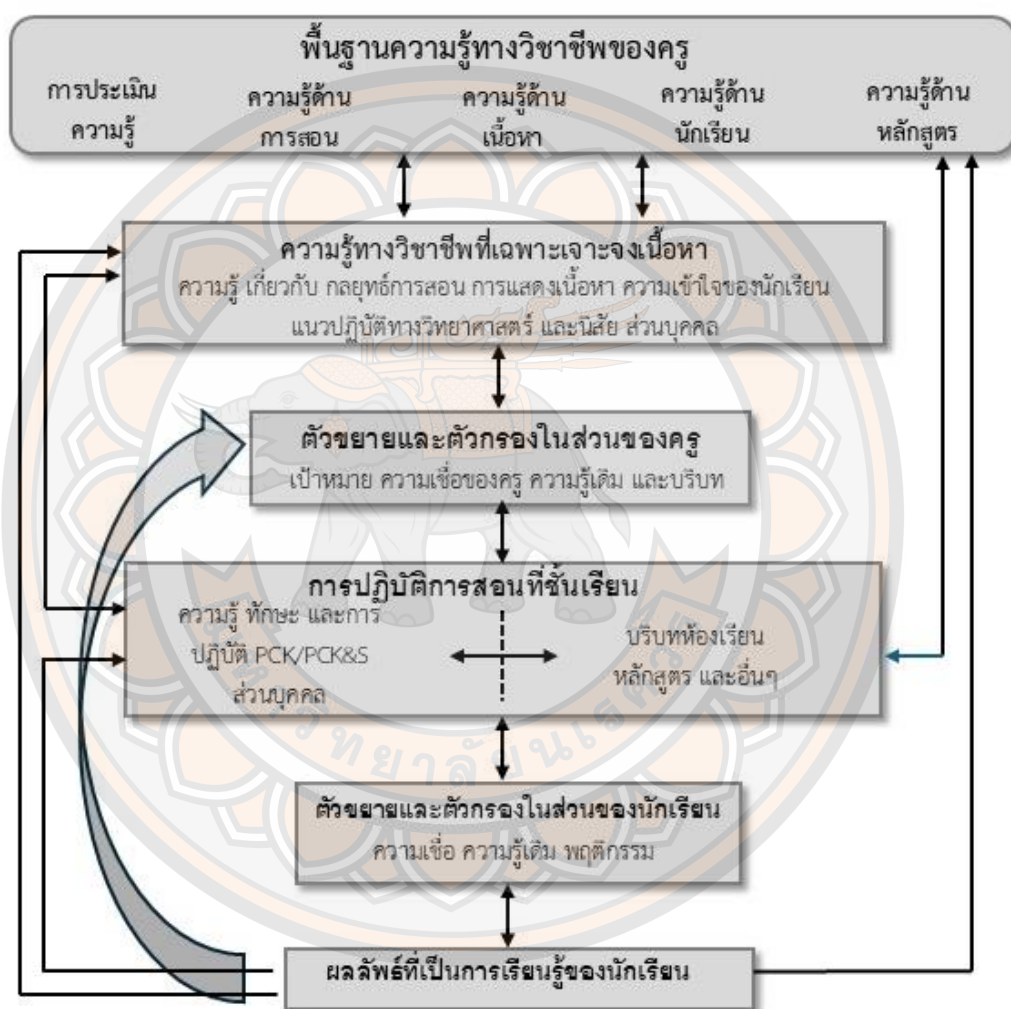 พื้นฐานความรู้ทางวิชาชีพของครู
การประเมิน
ความรู้
ความรู้ด้าน
การสอน
ความรู้ด้าน
เนื้อหา
ความรู้ด้าน
นักเรียน
ความรู้ด้าน
หลักสูตร
ความรู้ทางวิชาชีพที่เฉพาะเจาะจงเนื้อหา
ความรู้ เกี่ยวกับ กลยุทธ์การสอน การแสดงเนื้อหา ความเข้าใจของนักเรียน
แนวปฏิบัติทางวิทยาศาสตร์ และนิสัย ส่วนบุคคล
ตัวขยายและตัวกรองในส่วนของครู
เป้าหมาย ความเชื่อของครู ความรู้เดิม และบริบท
การปฏิบัติการสอนที่ชั้นเรียน
ความรู้ ทักษะ และการ
ปฏิบัติ PCK/PCK&S
ส่วนบุคคล
บริบทห้องเรียน
หลักสูตร และอื่นๆ
ตัวขยายและตัวกรองในส่วนของนักเรียน
ความเชื่อ ความรู้เดิม พฤติกรรม
ผลลัพธ์ที่เป็นการเรียนรู้ของนักเรียน
มหาวิทยาลัยนเรศวร